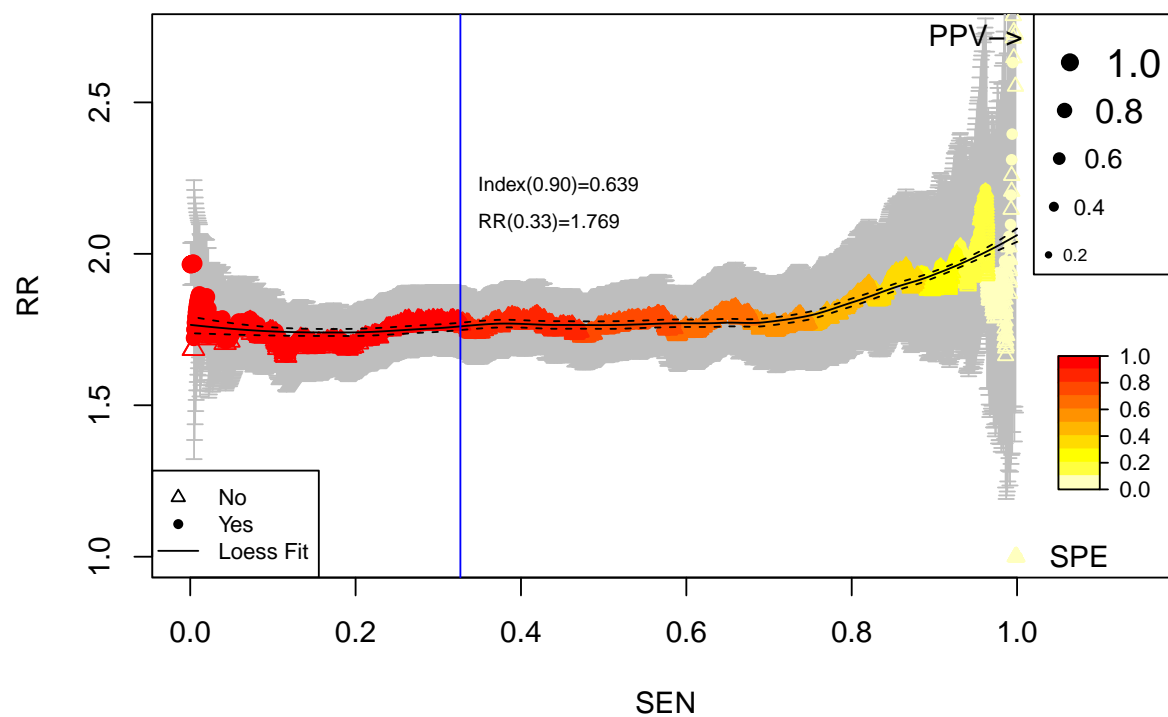 PPV−>
1.0
0.8
0.6
0.4
0.2
2.5
2.0
1.5
1.0
RR
Index(0.90)=0.639
RR(0.33)=1.769
1.0
0.8
0.6
0.4
0.2
0.0
No
Yes
Loess Fit
SPE
0.0 0.2 0.4 0.6 0.8 1.0
SEN